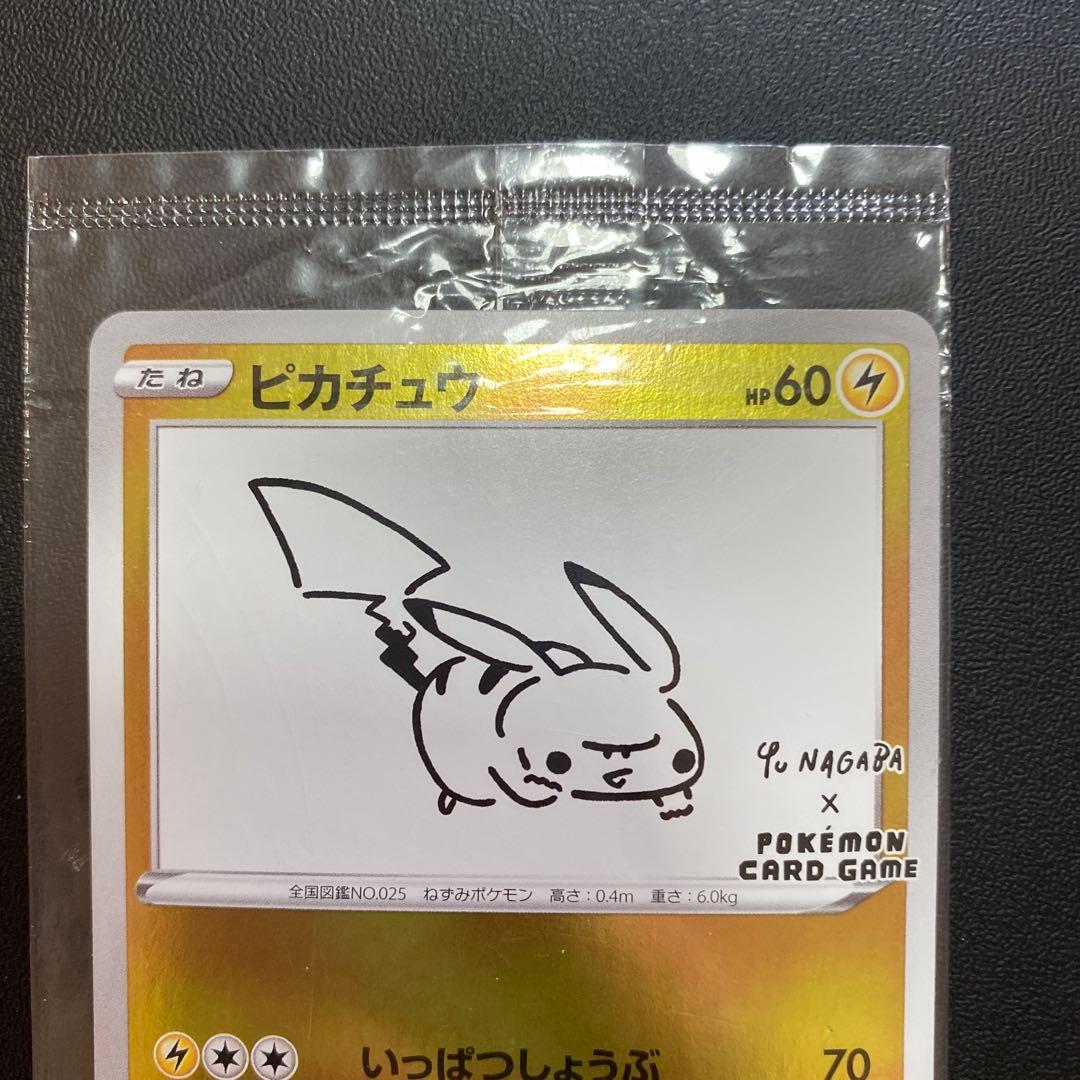 たね ピカチュウ HP60
Yu NAGABA
×
POKÉMON
CARD GAME
全国図鑑NO.025 ねずみポケモン 高さ:0.4m 重さ:6.0kg
いっぱつしょうぶ 70